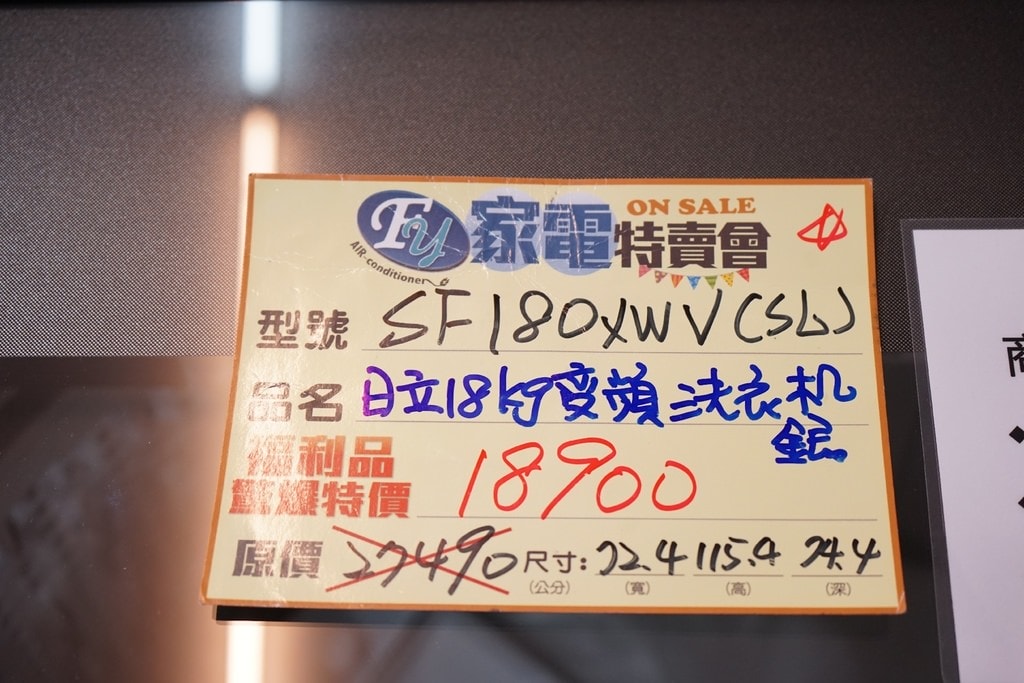 Fy 家電 特賣會 ON SALE
AIR-conditioner
型號 SF180XWV(SL)
品名 日立18kg變頻洗衣机
銀
福利品
驚爆特價 18900
原價 27490 尺寸: 72.4 115.4 74.4
(公分) (寬) (高) (深)
商